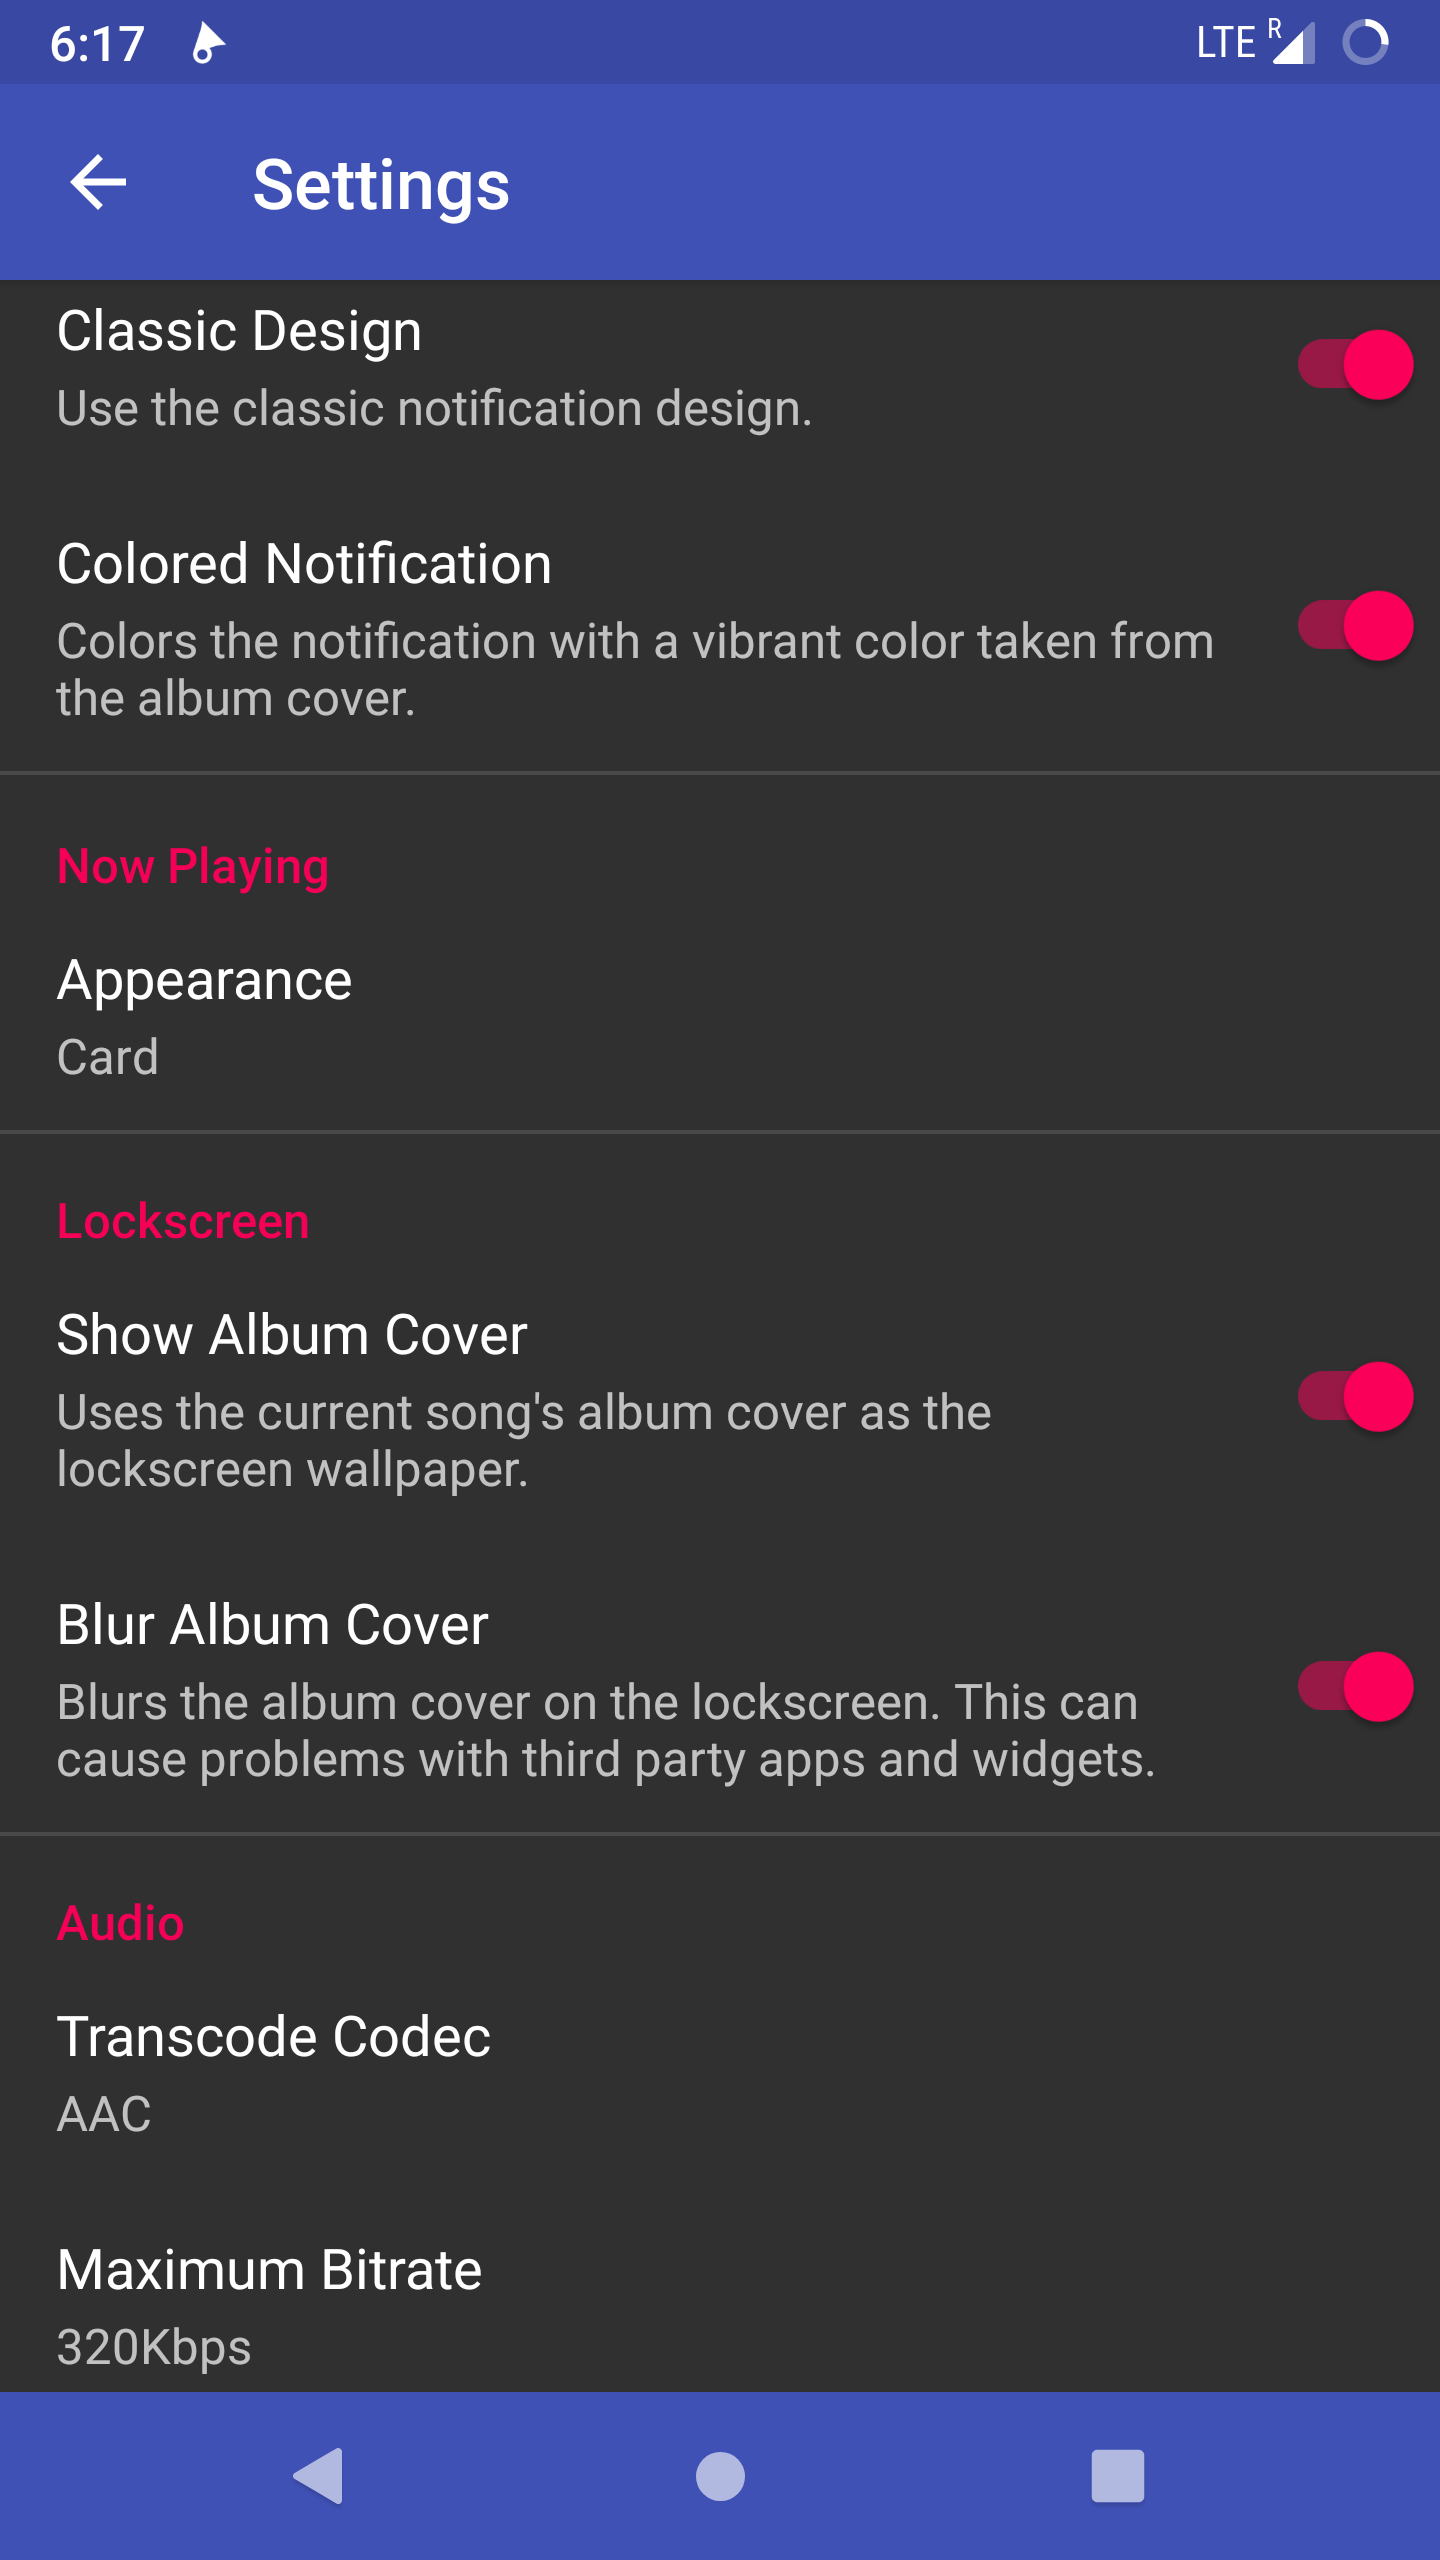 6:17
LTE R
Settings
Classic Design
Use the classic notification design.
Colored Notification
Colors the notification with a vibrant color taken from
the album cover.
Now Playing
Appearance
Card
Lockscreen
Show Album Cover
Uses the current song's album cover as the
lockscreen wallpaper.
Blur Album Cover
Blurs the album cover on the lockscreen. This can
cause problems with third party apps and widgets.
Audio
Transcode Codec
AAC
Maximum Bitrate
320Kbps